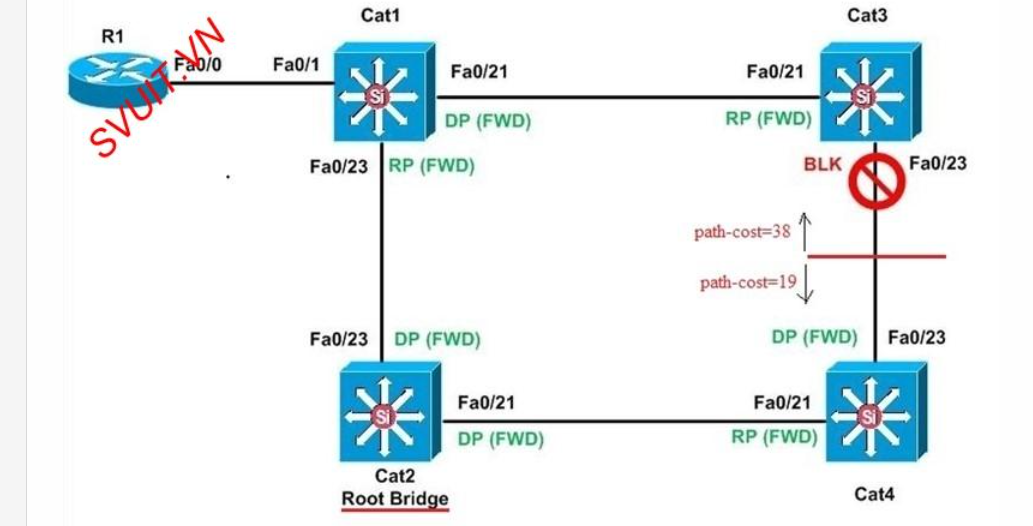 Cat1
Cat3
R1
Fa0/0
Fa0/1
Fa0/21
Fa0/21
SVUIT.VN
Si
Si
DP (FWD)
RP (FWD)
Fa0/23
RP (FWD)
BLK
Fa0/23
path-cost=38
path-cost=19
Fa0/23
DP (FWD)
DP (FWD)
Fa0/23
Fa0/21
Fa0/21
Si
Si
DP (FWD)
RP (FWD)
Cat2
Root Bridge
Cat4